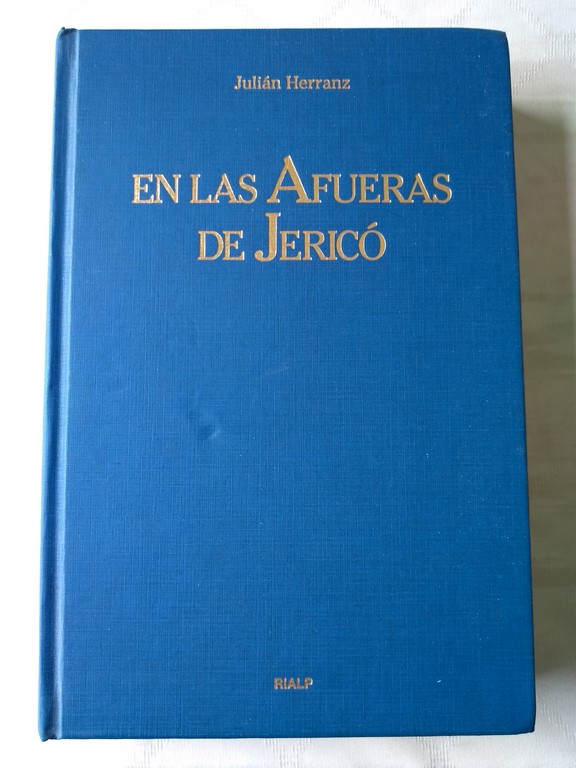 Julián Herranz
EN LAS AFUERAS
DE JERICÓ
RIALP